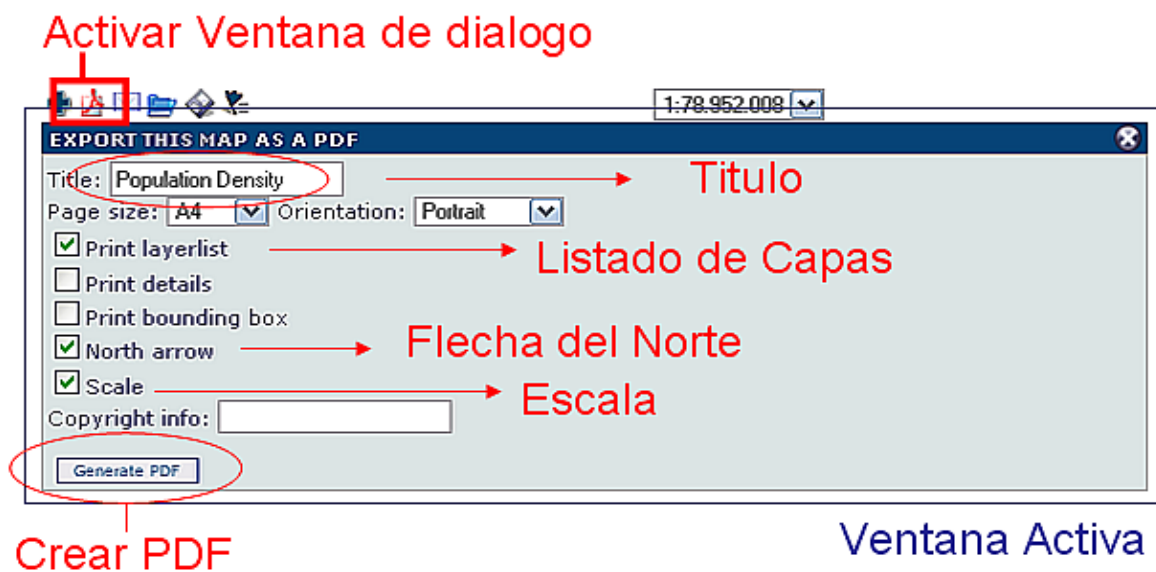 Activar Ventana de dialogo
1:78.952.008
EXPORT THIS MAP AS A PDF
Title: Population Density
Titulo
Page size: A4 Orientation: Portrait
Print layerlist
Listado de Capas
Print details
Print bounding box
North arrow
Flecha del Norte
Scale
Escala
Copyright info:
Generate PDF
Crear PDF
Ventana Activa